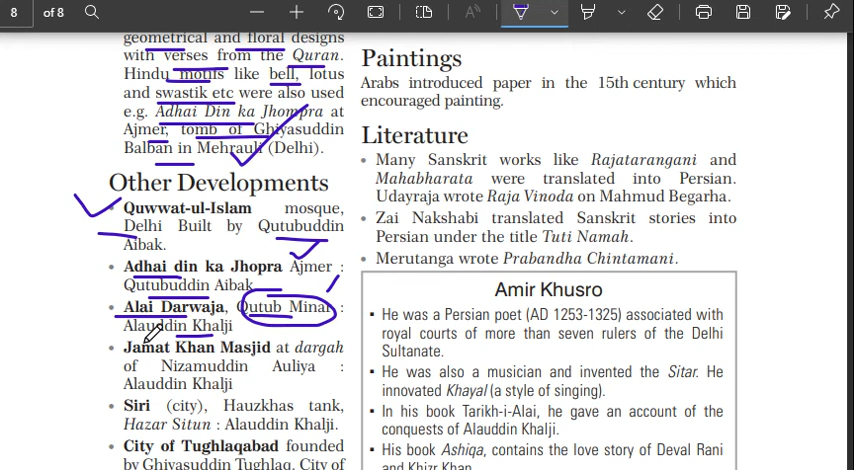 8 of 8
geometrical and floral designs
with verses from the Quran.
Hindu motifs like bell, lotus
and swastik etc were also used
e.g. Adhai Din ka Jhompra at
Ajmer, tomb of Ghiyasuddin
Balban in Mehrauli (Delhi).
Other Developments
• Quwwat-ul-Islam mosque,
Delhi Built by Qutubuddin
Aibak.
• Adhai din ka Jhopra Ajmer :
Qutubuddin Aibak
• Alai Darwaja, Qutub Minar :
Alauddin Khalji
• Jamat Khan Masjid at dargah
of Nizamuddin Auliya :
Alauddin Khalji
• Siri (city), Hauzkhas tank,
Hazar Situn : Alauddin Khalji.
• City of Tughlaqabad founded
by Ghiyasuddin Tughlaq. City of
Paintings
Arabs introduced paper in the 15th century which
encouraged painting.
Literature
• Many Sanskrit works like Rajatarangani and
Mahabharata were translated into Persian.
Udayraja wrote Raja Vinoda on Mahmud Begarha.
• Zai Nakshabi translated Sanskrit stories into
Persian under the title Tuti Namah.
• Merutanga wrote Prabandha Chintamani.
Amir Khusro
▪ He was a Persian poet (AD 1253-1325) associated with
royal courts of more than seven rulers of the Delhi
Sultanate.
▪ He was also a musician and invented the Sitar. He
innovated Khayal (a style of singing).
▪ In his book Tarikh-i-Alai, he gave an account of the
conquests of Alauddin Khalji.
▪ His book Ashiqa, contains the love story of Deval Rani
and Khizr Khan